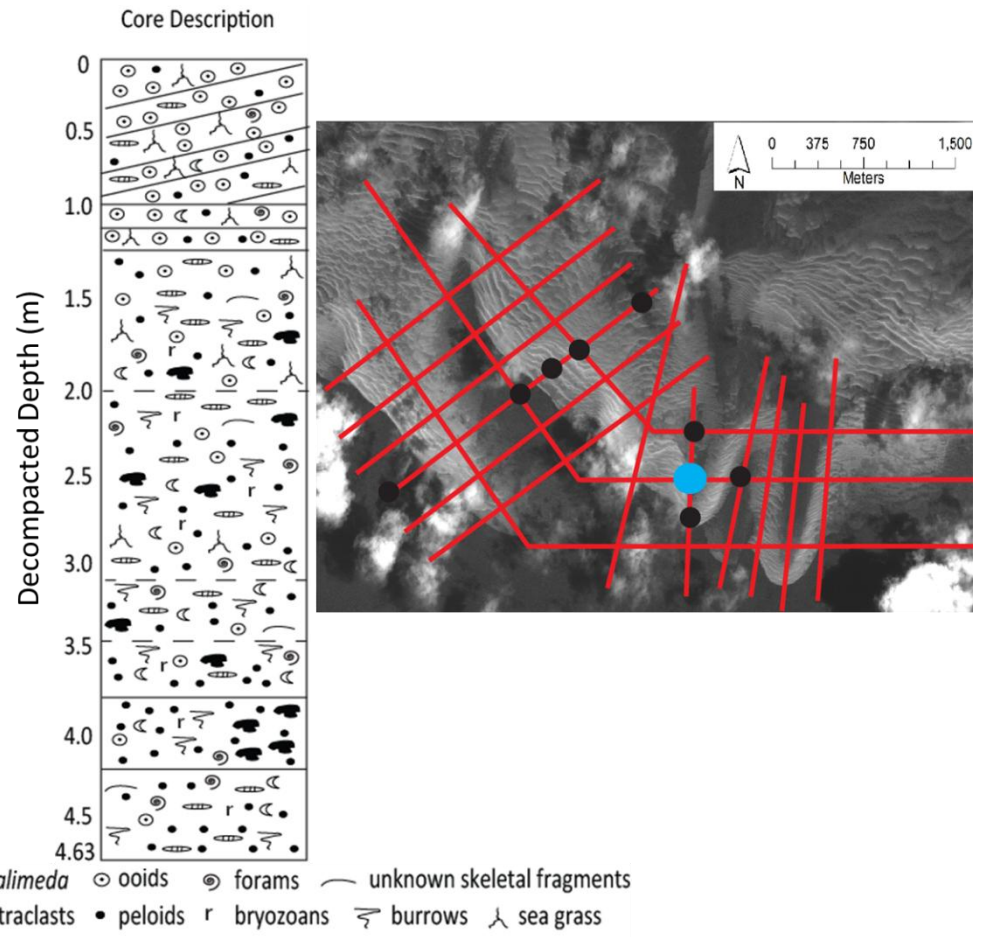 Core Description
Decompacted Depth (m)
0
0.5
1.0
1.5
2.0
2.5
3.0
3.5
4.0
4.5
4.63
r
r
r
r
r
r
r
r
N
0 375 750 1,500
Meters
alimeda ooids forams unknown skeletal fragments
traclasts peloids r bryozoans burrows sea grass